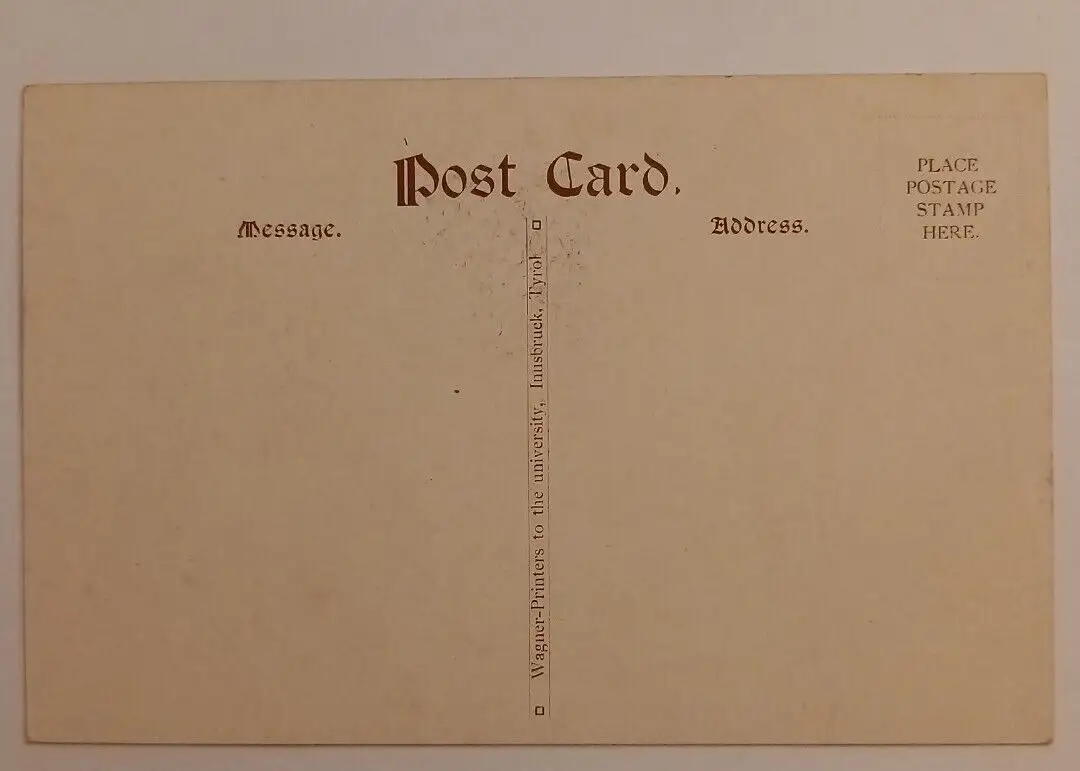 Post Card.
Message.
Address.
PLACE
POSTAGE
STAMP
HERE.
Wagner-Printers to the university, Innsbruck, Tyrol